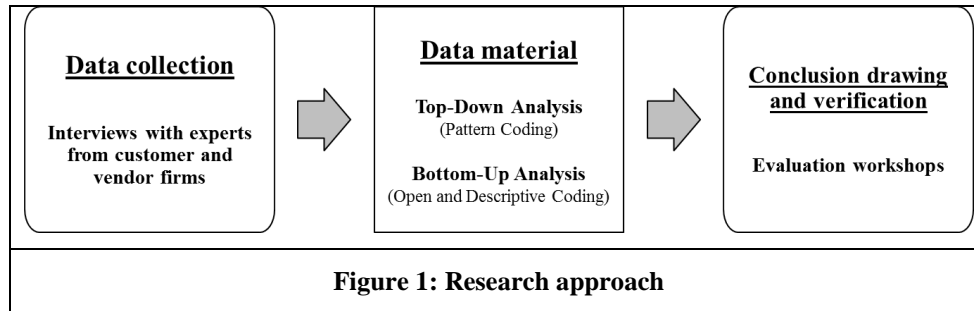 Data collection
Interviews with experts
from customer and
vendor firms
Data material
Top-Down Analysis
(Pattern Coding)
Bottom-Up Analysis
(Open and Descriptive Coding)
Conclusion drawing
and verification
Evaluation workshops
Figure 1: Research approach